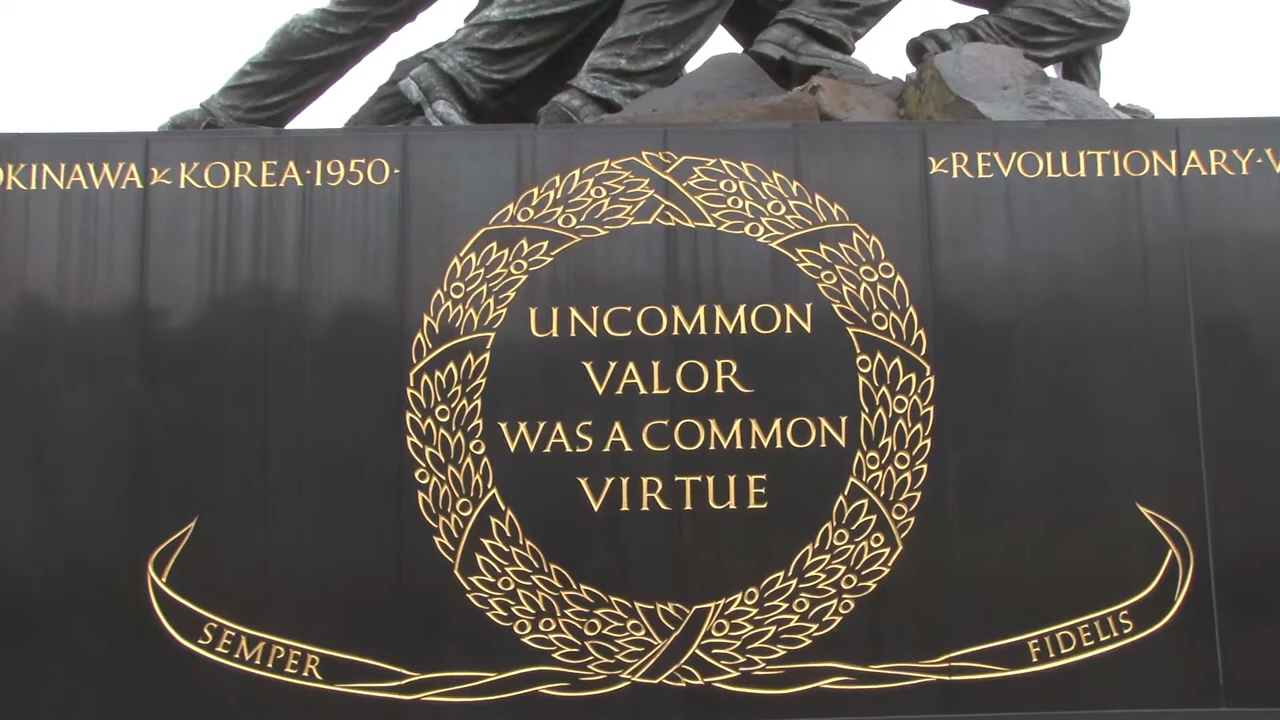 OKINAWA KOREA·1950·
REVOLUTIONARY·
UNCOMMON
VALOR
WAS A COMMON
VIRTUE
SEMPER
FIDELIS